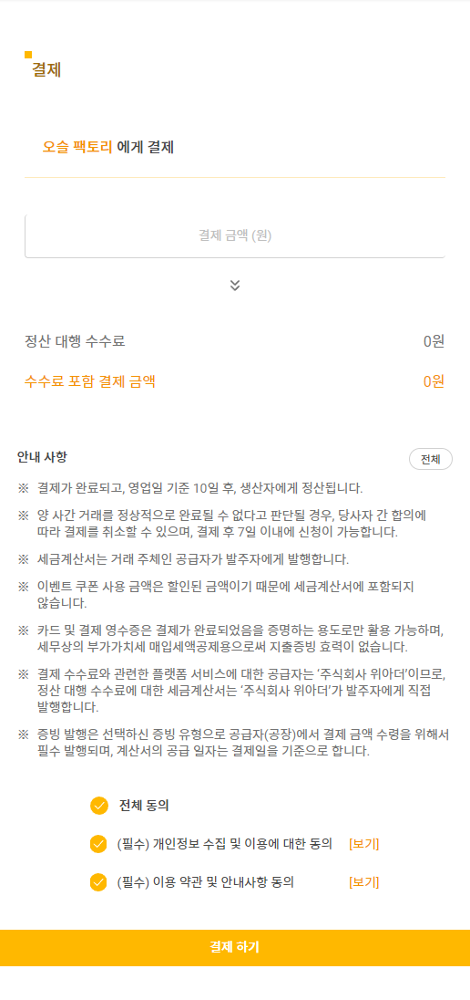 결제
오슬 팩토리 에게 결제
결제 금액 (원)
정산 대행 수수료 0원
수수료 포함 결제 금액 0원
안내 사항 전체
※ 결제가 완료되고, 영업일 기준 10일 후, 생산자에게 정산됩니다.
※ 양 사간 거래를 정상적으로 완료될 수 없다고 판단될 경우, 당사자 간 합의에
따라 결제를 취소할 수 있으며, 결제 후 7일 이내에 신청이 가능합니다.
※ 세금계산서는 거래 주체인 공급자가 발주자에게 발행합니다.
※ 이벤트 쿠폰 사용 금액은 할인된 금액이기 때문에 세금계산서에 포함되지
않습니다.
※ 카드 및 결제 영수증은 결제가 완료되었음을 증명하는 용도로만 활용 가능하며,
세무상의 부가가치세 매입세액공제용으로써 지출증빙 효력이 없습니다.
※ 결제 수수료와 관련한 플랫폼 서비스에 대한 공급자는 ‘주식회사 위아더’이므로,
정산 대행 수수료에 대한 세금계산서는 ‘주식회사 위아더’가 발주자에게 직접
발행합니다.
※ 증빙 발행은 선택하신 증빙 유형으로 공급자(공장)에서 결제 금액 수령을 위해서
필수 발행되며, 계산서의 공급 일자는 결제일을 기준으로 합니다.
전체 동의
(필수) 개인정보 수집 및 이용에 대한 동의 [보기]
(필수) 이용 약관 및 안내사항 동의 [보기]
결제 하기